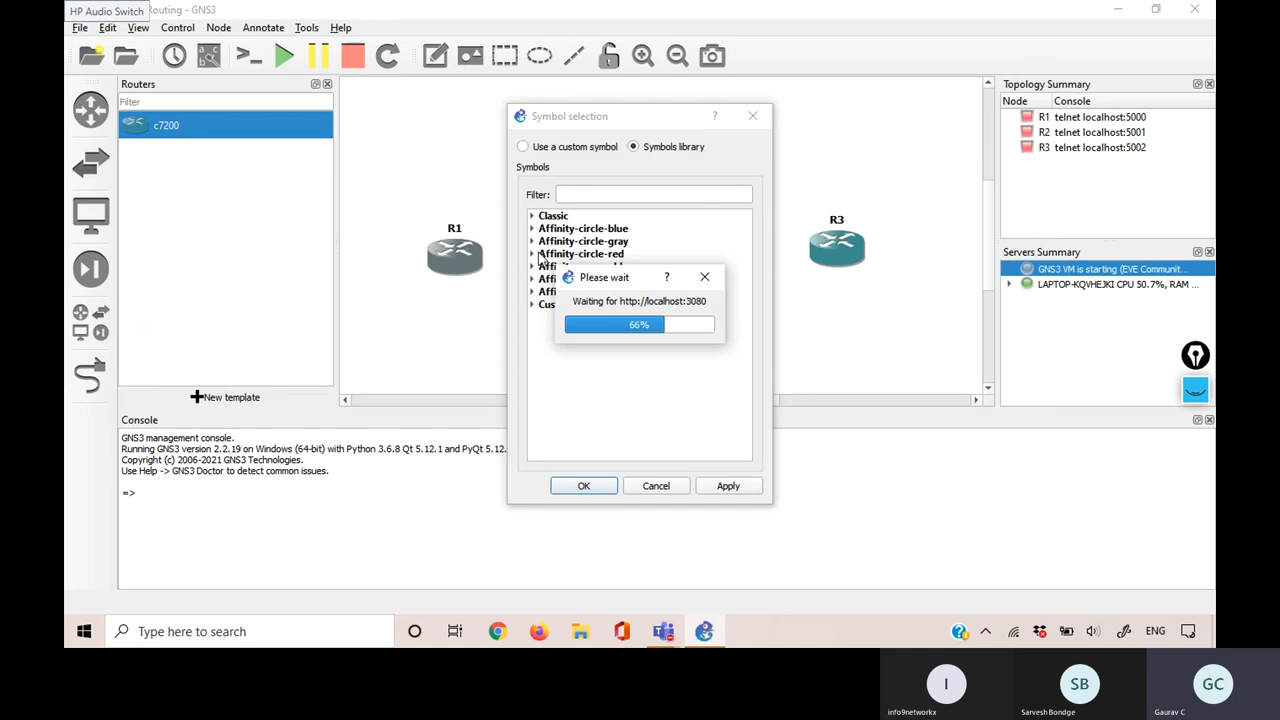 HP Audio Switch
Routing - GNS3
File Edit View Control Node Annotate Tools Help
Routers
Filter
c7200
New template
R1
R3
Symbol selection
Use a custom symbol
Symbols library
Symbols
Filter:
Classic
Affinity-circle-blue
Affinity-circle-gray
Affinity-circle-red
Please wait
Waiting for http://localhost:3080
66%
OK Cancel Apply
Topology Summary
Node Console
R1 telnet localhost:5000
R2 telnet localhost:5001
R3 telnet localhost:5002
Servers Summary
GNS3 VM is starting (EVE Communit...
LAPTOP-KQVHEJKI CPU 50.7%, RAM ...
Console
GNS3 management console.
Running GNS3 version 2.2.19 on Windows (64-bit) with Python 3.6.8 Qt 5.12.1 and PyQt 5.12.
Copyright (c) 2006-2021 GNS3 Technologies.
Use Help -> GNS3 Doctor to detect common issues.
=>
Type here to search
ENG
I
SB
GC
info9networkx
Sarvesh Bondge
Gaurav C